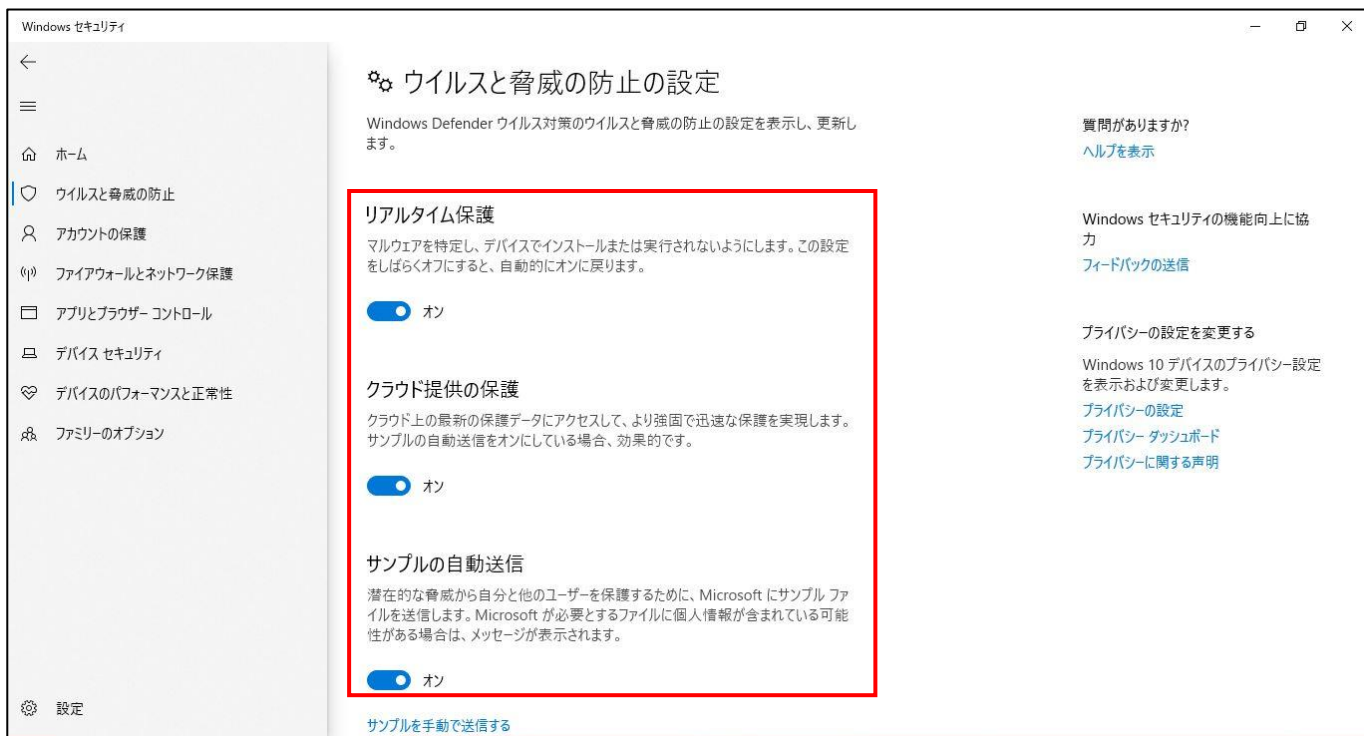 Windows セキュリティ
ホーム
ウイルスと脅威の防止
アカウントの保護
ファイアウォールとネットワーク保護
アプリとブラウザー コントロール
デバイス セキュリティ
デバイスのパフォーマンスと正常性
ファミリーのオプション
設定
ウイルスと脅威の防止の設定
Windows Defender ウイルス対策のウイルスと脅威の防止の設定を表示し、更新し
ます。
リアルタイム保護
マルウェアを特定し、デバイスでインストールまたは実行されないようにします。この設定
をしばらくオフにすると、自動的にオンに戻ります。
オン
クラウド提供の保護
クラウド上の最新の保護データにアクセスして、より強固で迅速な保護を実現します。
サンプルの自動送信をオンにしている場合、効果的です。
オン
サンプルの自動送信
潜在的な脅威から自分と他のユーザーを保護するために、Microsoft にサンプル ファ
イルを送信します。Microsoft が必要とするファイルに個人情報が含まれている可能
性がある場合は、メッセージが表示されます。
オン
サンプルを手動で送信する
質問がありますか?
ヘルプを表示
Windows セキュリティの機能向上に協
力
フィードバックの送信
プライバシーの設定を変更する
Windows 10 デバイスのプライバシー設定
を表示および変更します。
プライバシーの設定
プライバシー ダッシュボード
プライバシーに関する声明